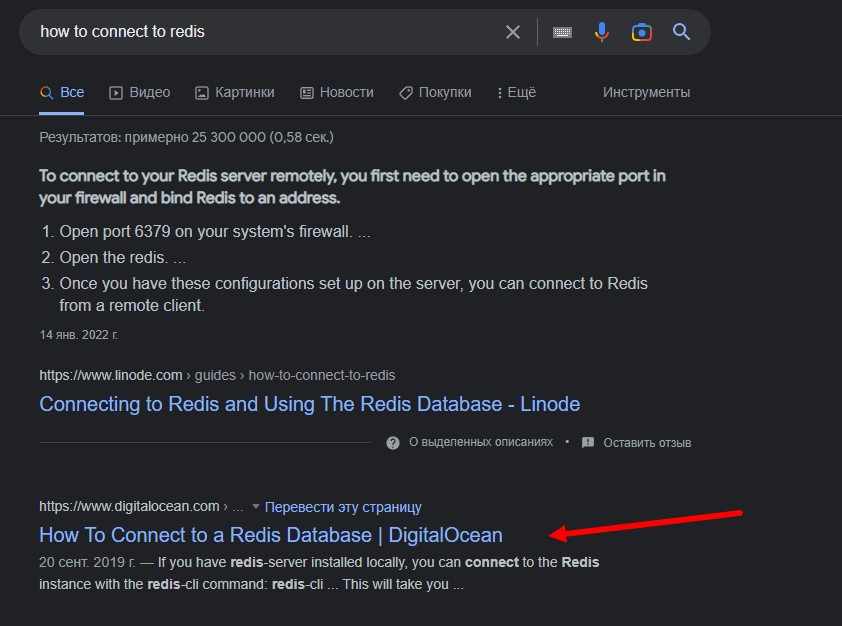 how to connect to redis
Все Видео Картинки Новости Покупки Ещё Инструменты
Результатов: примерно 25 300 000 (0,58 сек.)
To connect to your Redis server remotely, you first need to open the appropriate port in
your firewall and bind Redis to an address.
1. Open port 6379 on your system's firewall. ...
2. Open the redis. ...
3. Once you have these configurations set up on the server, you can connect to Redis
from a remote client.
14 янв. 2022 г.
https://www.linode.com › guides › how-to-connect-to-redis
Connecting to Redis and Using The Redis Database - Linode
О выделенных описаниях • Оставить отзыв
https://www.digitalocean.com › ... Перевести эту страницу
How To Connect to a Redis Database | DigitalOcean
20 сент. 2019 г. — If you have redis-server installed locally, you can connect to the Redis
instance with the redis-cli command: redis-cli ... This will take you ...